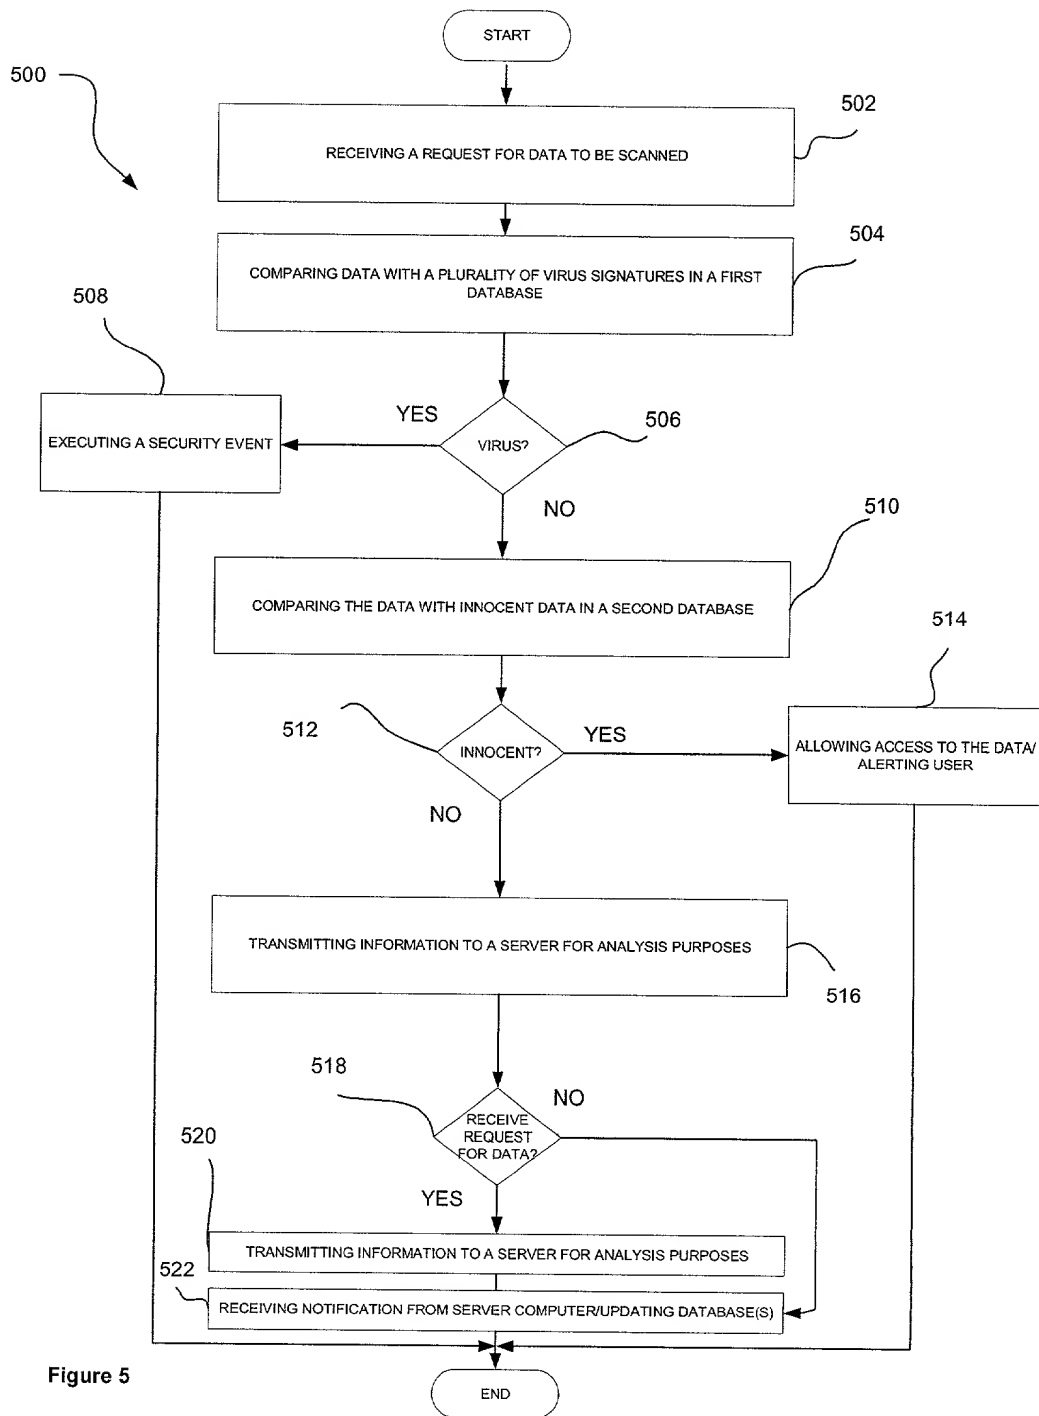 START
500
502
RECEIVING A REQUEST FOR DATA TO BE SCANNED
504
COMPARING DATA WITH A PLURALITY OF VIRUS SIGNATURES IN A FIRST
DATABASE
508
YES
506
EXECUTING A SECURITY EVENT
VIRUS?
NO
510
COMPARING THE DATA WITH INNOCENT DATA IN A SECOND DATABASE
514
512
YES
INNOCENT?
ALLOWING ACCESS TO THE DATA/
ALERTING USER
NO
TRANSMITTING INFORMATION TO A SERVER FOR ANALYSIS PURPOSES
516
518
NO
RECEIVE
REQUEST
FOR DATA?
520
YES
TRANSMITTING INFORMATION TO A SERVER FOR ANALYSIS PURPOSES
522
RECEIVING NOTIFICATION FROM SERVER COMPUTER/UPDATING DATABASE(S)
Figure 5
END